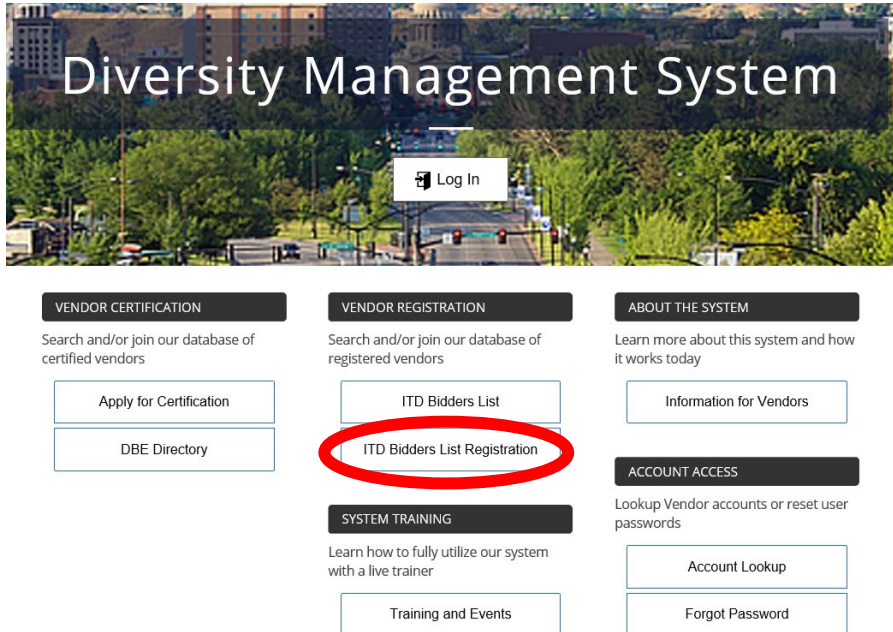 Diversity Management System
Log In
VENDOR CERTIFICATION
Search and/or join our database of
certified vendors
Apply for Certification
DBE Directory
VENDOR REGISTRATION
Search and/or join our database of
registered vendors
ITD Bidders List
ITD Bidders List Registration
SYSTEM TRAINING
Learn how to fully utilize our system
with a live trainer
Training and Events
ABOUT THE SYSTEM
Learn more about this system and how
it works today
Information for Vendors
ACCOUNT ACCESS
Lookup Vendor accounts or reset user
passwords
Account Lookup
Forgot Password